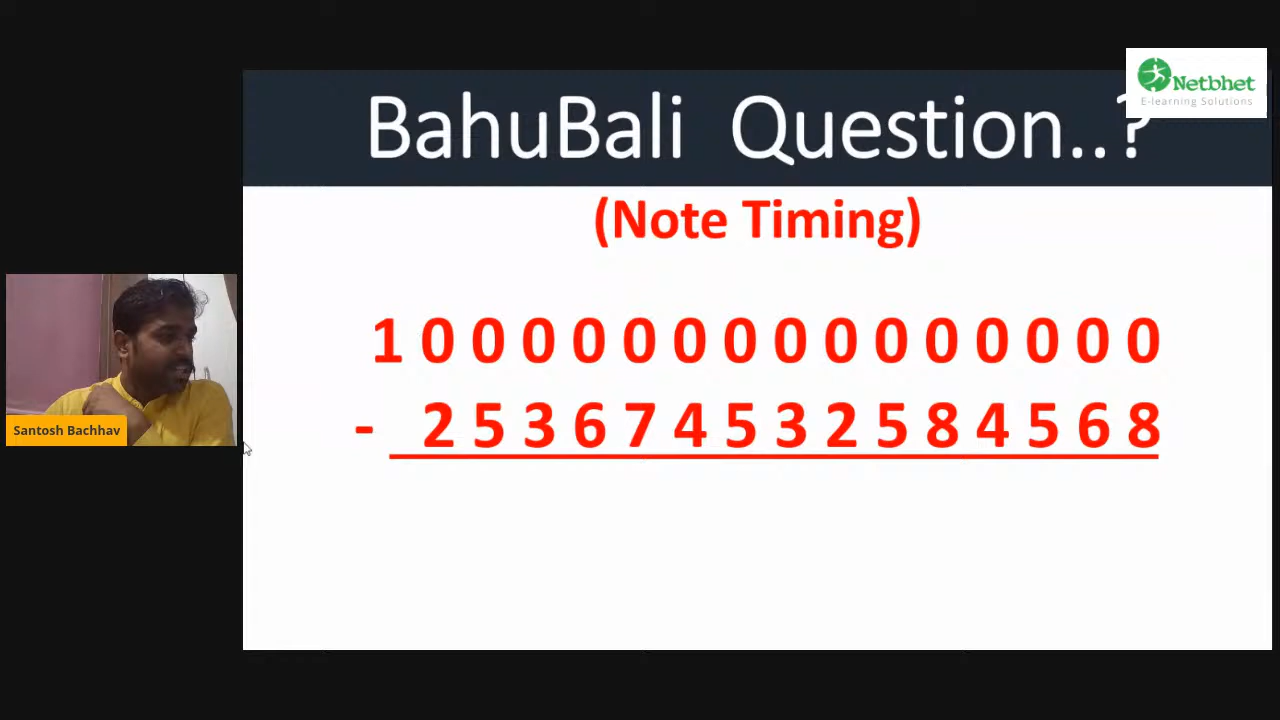 Netbhet
E-learning Solutions
BahuBali Question..?
(Note Timing)
1 0 0 0 0 0 0 0 0 0 0 0 0 0 0 0
- 2 5 3 6 7 4 5 3 2 5 8 4 5 6 8
Santosh Bachhav